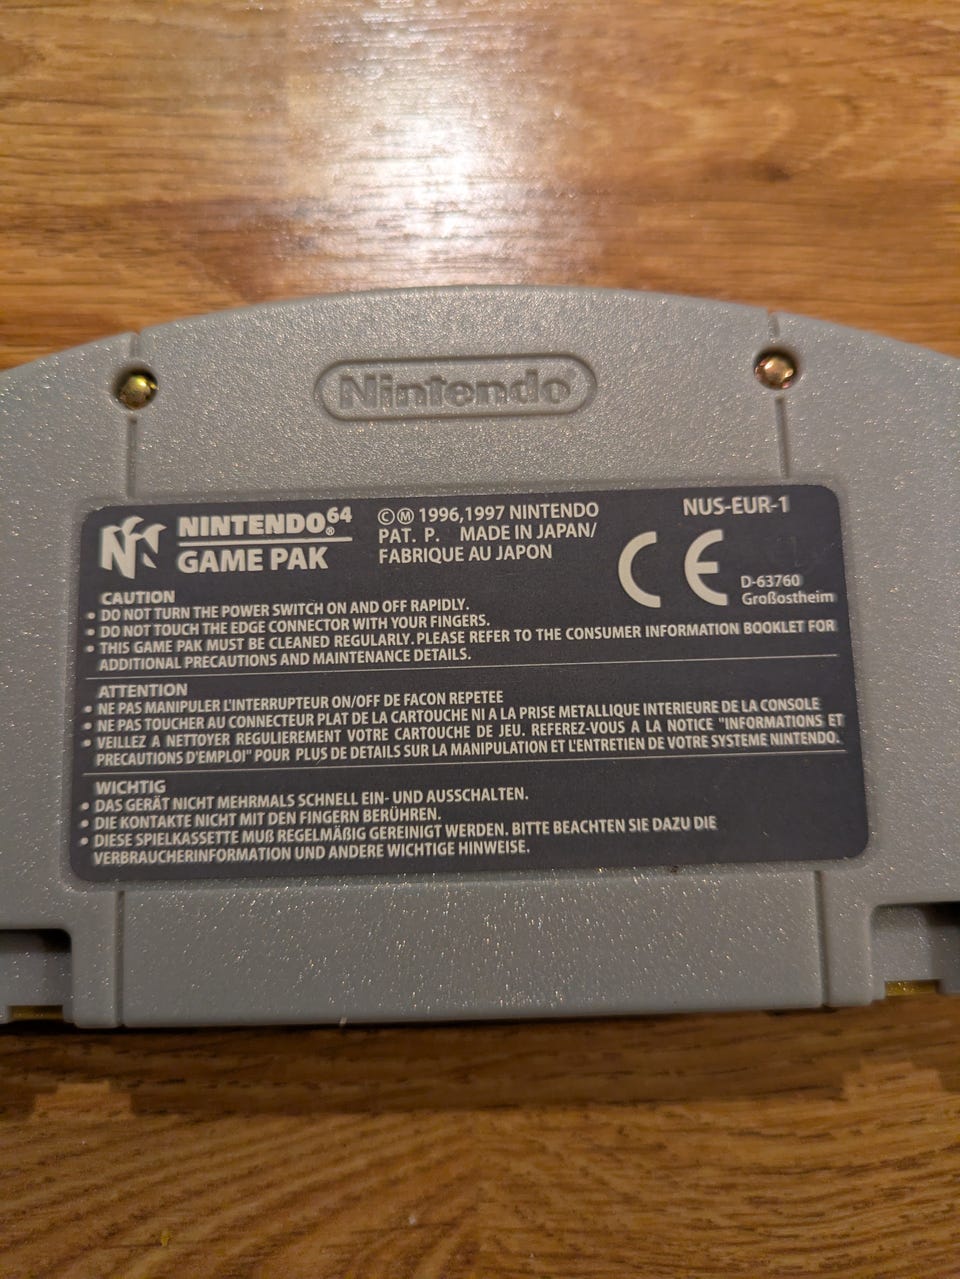 Nintendo®
NINTENDO64®
GAME PAK
©Ⓜ 1996,1997 NINTENDO
PAT. P. MADE IN JAPAN/
FABRIQUE AU JAPON
NUS-EUR-1
CE
D-63760
Großostheim
CAUTION
• DO NOT TURN THE POWER SWITCH ON AND OFF RAPIDLY.
• DO NOT TOUCH THE EDGE CONNECTOR WITH YOUR FINGERS.
• THIS GAME PAK MUST BE CLEANED REGULARLY. PLEASE REFER TO THE CONSUMER INFORMATION BOOKLET FOR
ADDITIONAL PRECAUTIONS AND MAINTENANCE DETAILS.
ATTENTION
• NE PAS MANIPULER L'INTERRUPTEUR ON/OFF DE FACON REPETEE
• NE PAS TOUCHER AU CONNECTEUR PLAT DE LA CARTOUCHE NI A LA PRISE METALLIQUE INTERIEURE DE LA CONSOLE
• VEILLEZ A NETTOYER REGULIEREMENT VOTRE CARTOUCHE DE JEU. REFEREZ-VOUS A LA NOTICE "INFORMATIONS ET
PRECAUTIONS D'EMPLOI" POUR PLUS DE DETAILS SUR LA MANIPULATION ET L'ENTRETIEN DE VOTRE SYSTEME NINTENDO.
WICHTIG
• DAS GERÄT NICHT MEHRMALS SCHNELL EIN- UND AUSSCHALTEN.
• DIE KONTAKTE NICHT MIT DEN FINGERN BERÜHREN.
• DIESE SPIELKASSETTE MUß REGELMÄßIG GEREINIGT WERDEN. BITTE BEACHTEN SIE DAZU DIE
VERBRAUCHERINFORMATION UND ANDERE WICHTIGE HINWEISE.